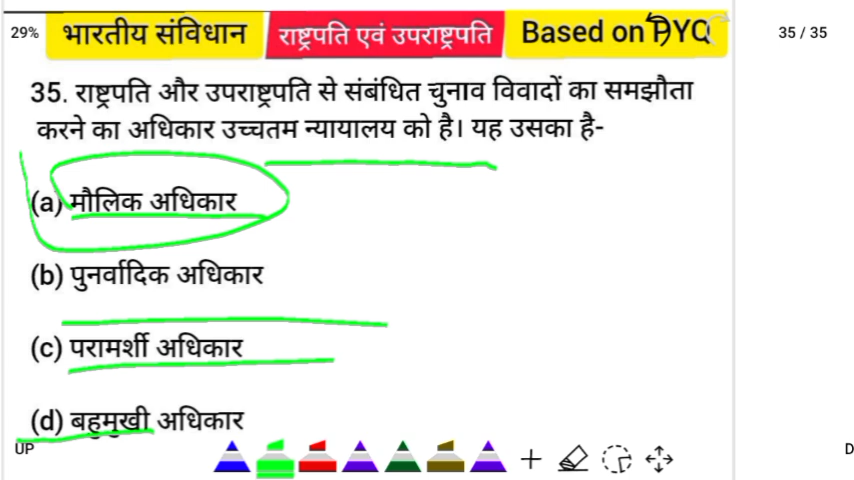 29% भारतीय संविधान राष्ट्रपति एवं उपराष्ट्रपति Based on PYQ 35 / 35
35. राष्ट्रपति और उपराष्ट्रपति से संबंधित चुनाव विवादों का समझौता
करने का अधिकार उच्चतम न्यायालय को है। यह उसका है-
(a) मौलिक अधिकार
(b) पुनर्वादिक अधिकार
(c) परामर्शी अधिकार
(d) बहुमुखी अधिकार
UP D